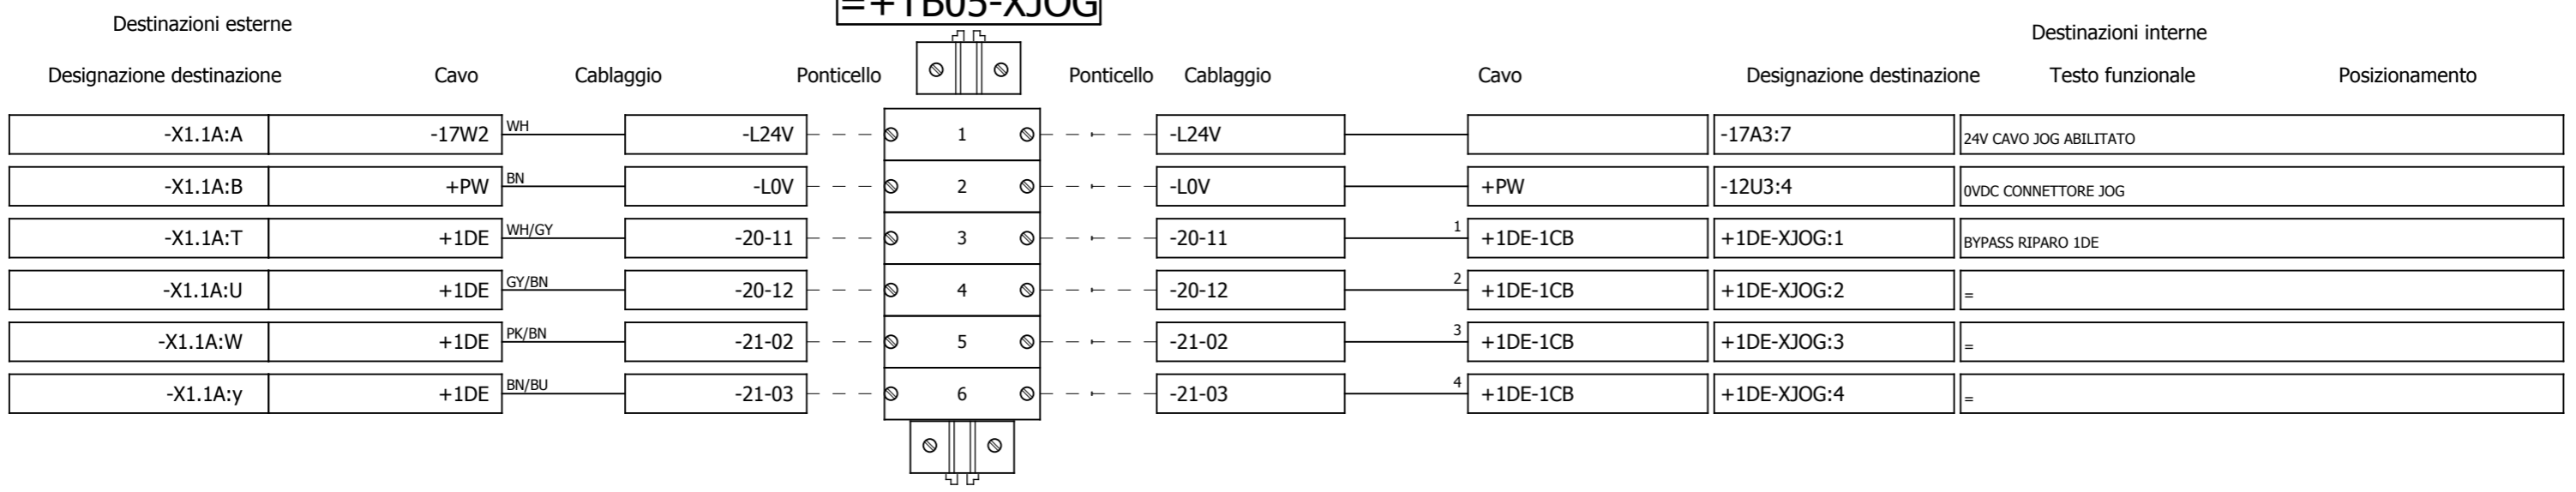 =+TB05-XJOG
Destinazioni esterne
Destinazioni interne
Designazione destinazione Cavo Cablaggio Ponticello Ponticello Cablaggio Cavo Designazione destinazione Testo funzionale Posizionamento
-X1.1A:A -17W2 WH -L24V 1 -L24V -17A3:7 24V CAVO JOG ABILITATO
-X1.1A:B +PW BN -L0V 2 -L0V +PW -12U3:4 0VDC CONNETTORE JOG
-X1.1A:T +1DE WH/GY -20-11 3 -20-11 1 +1DE-1CB +1DE-XJOG:1 BYPASS RIPARO 1DE
-X1.1A:U +1DE GY/BN -20-12 4 -20-12 2 +1DE-1CB +1DE-XJOG:2 =
-X1.1A:W +1DE PK/BN -21-02 5 -21-02 3 +1DE-1CB +1DE-XJOG:3 =
-X1.1A:y +1DE BN/BU -21-03 6 -21-03 4 +1DE-1CB +1DE-XJOG:4 =